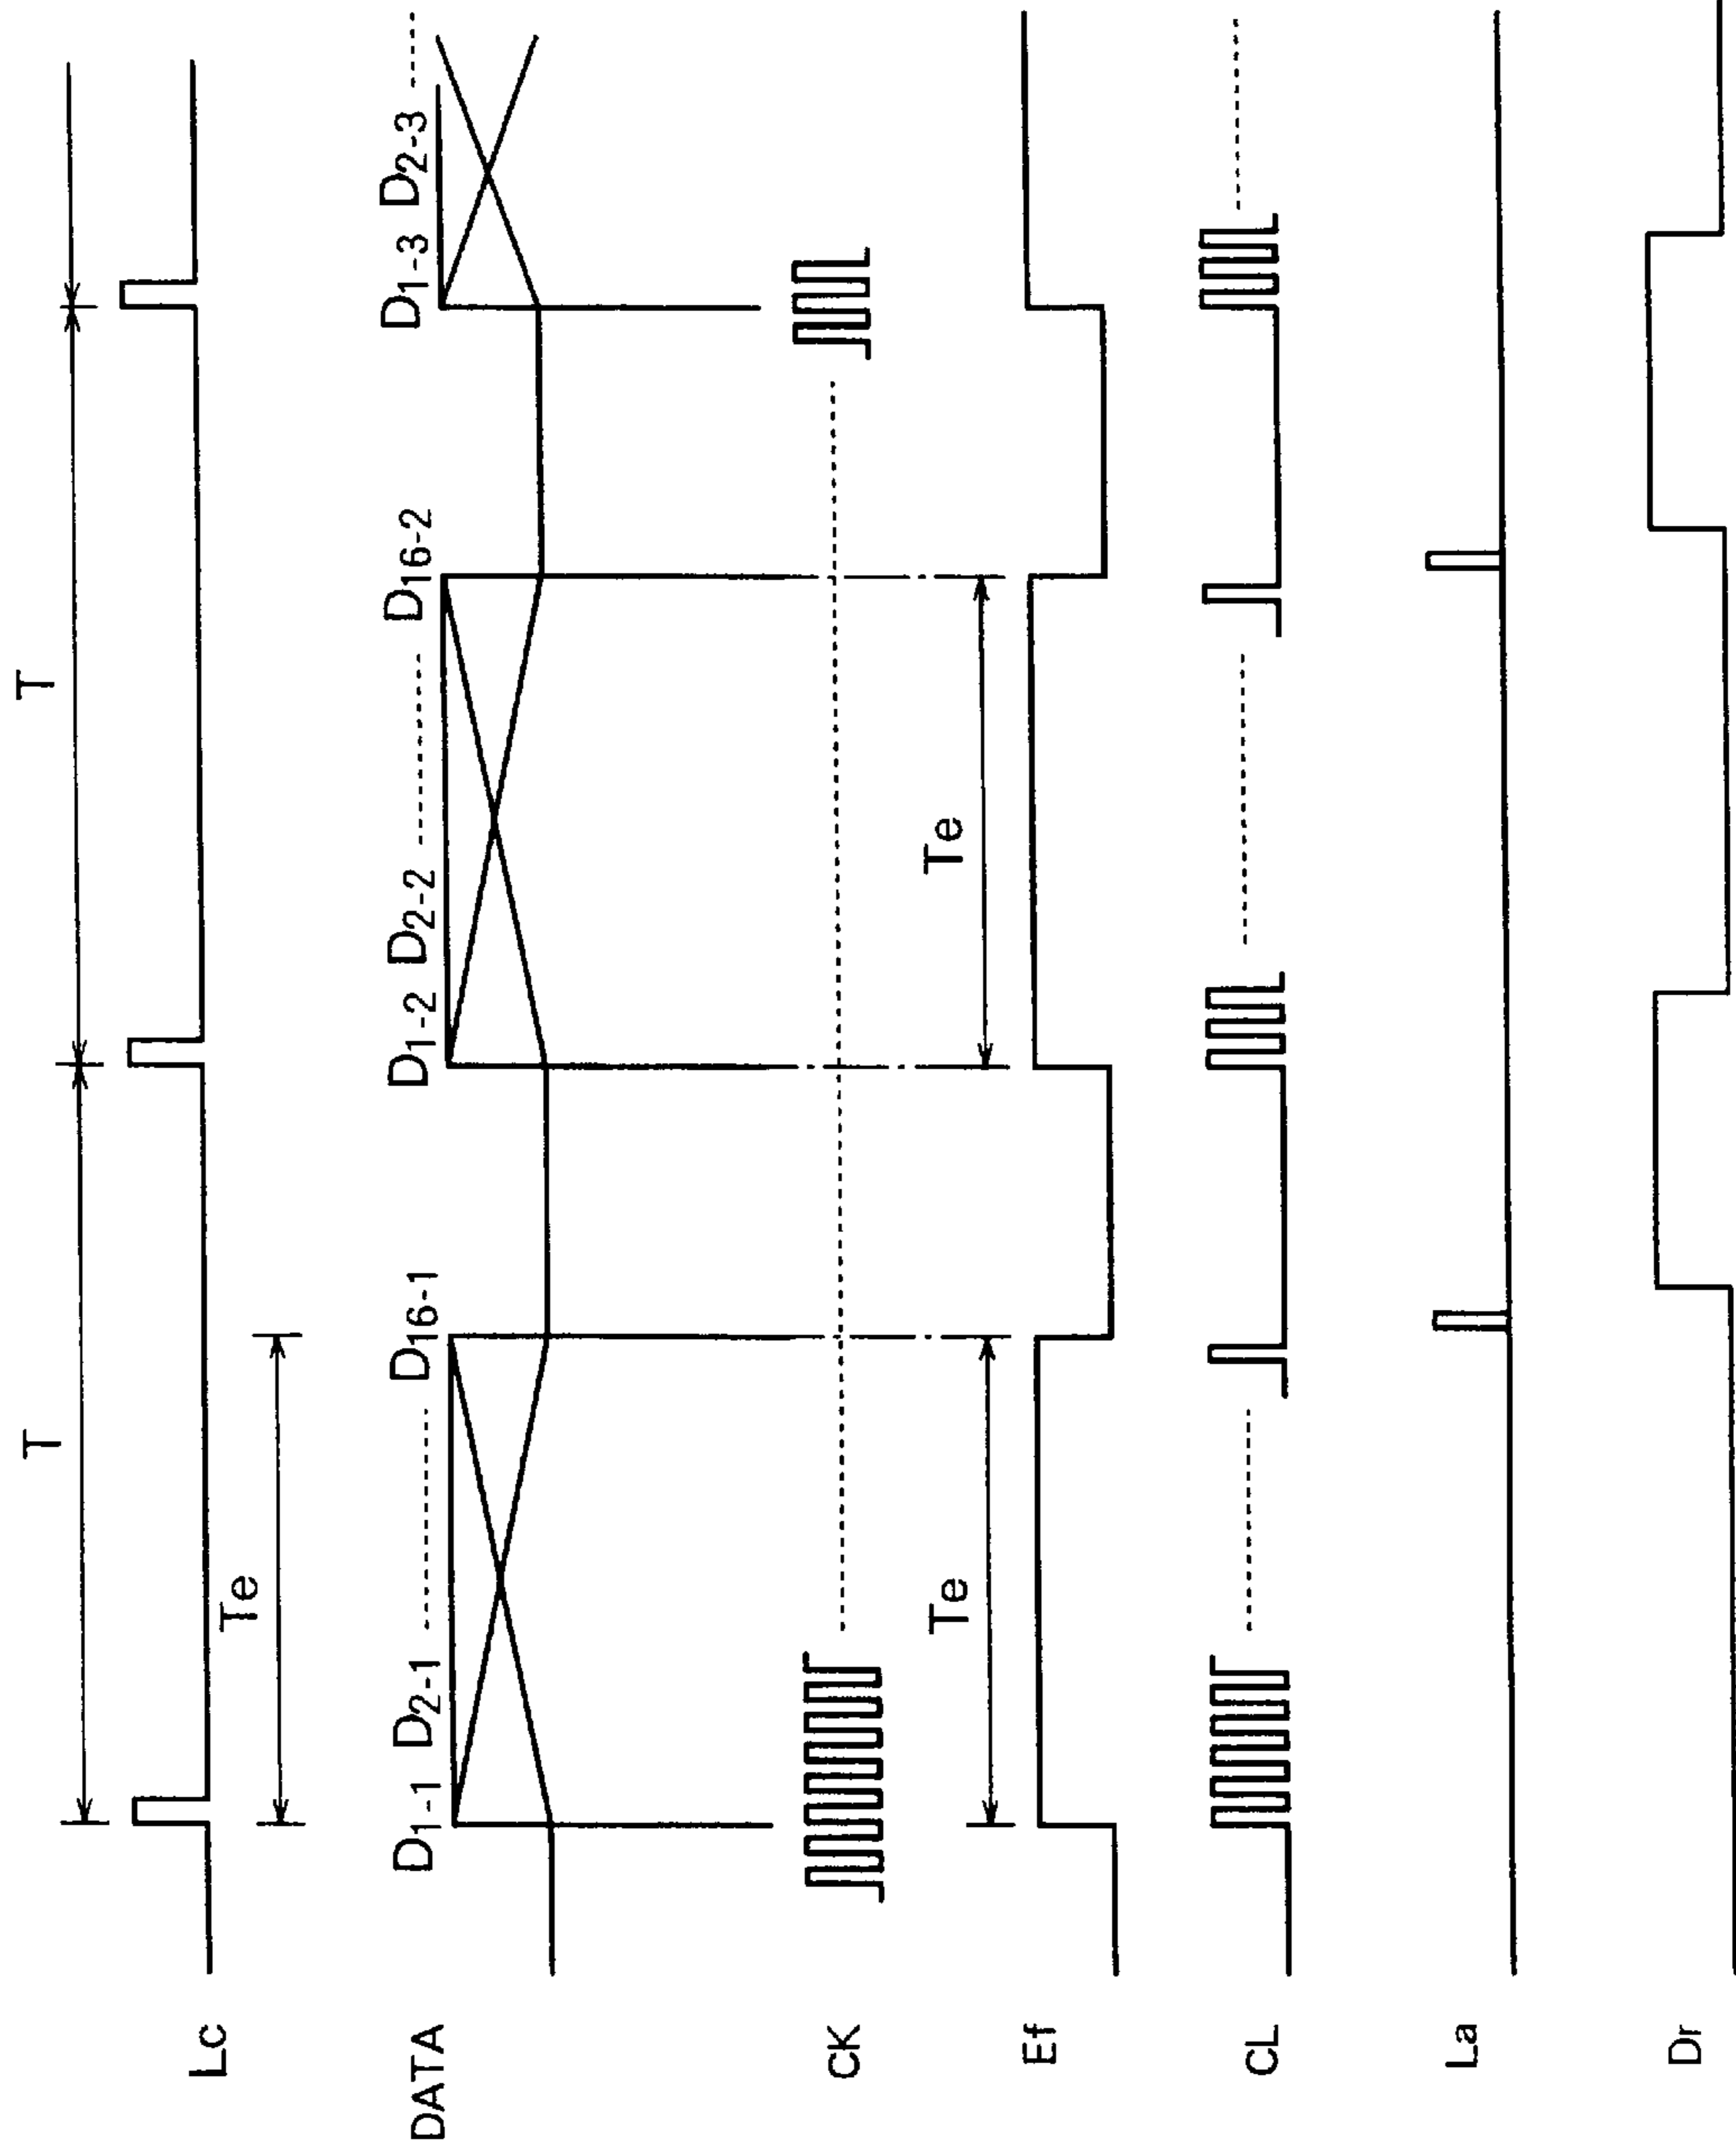 T T
Lc
Te
D1-1 D2-1 D16-1 D1-2 D2-2 D16-2 D1-3 D2-3
DATA
CK
Te Te
Ef
CL
La
Dr